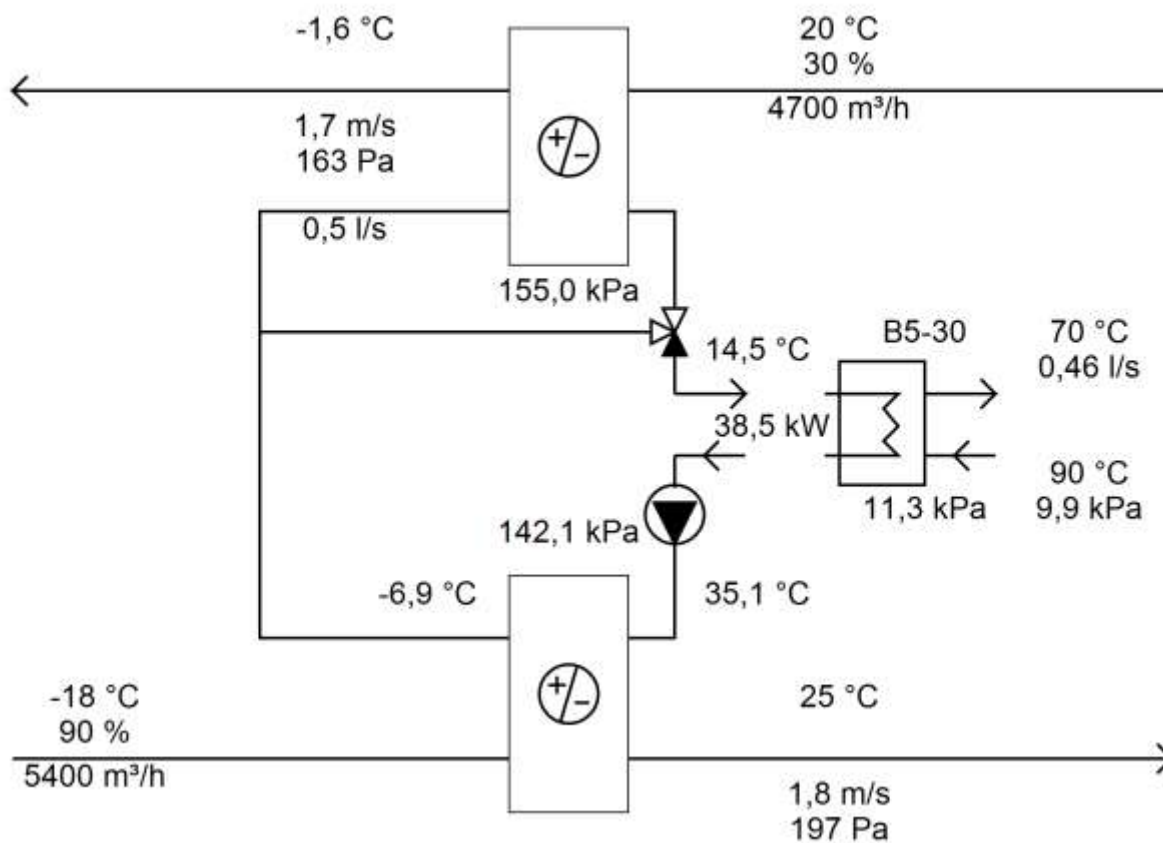 -1,6 °C
20 °C
30 %
4700 m³/h
1,7 m/s
163 Pa
0,5 l/s
155,0 kPa
14,5 °C
B5-30
70 °C
0,46 l/s
38,5 kW
90 °C
11,3 kPa
9,9 kPa
142,1 kPa
-6,9 °C
35,1 °C
-18 °C
90 %
5400 m³/h
25 °C
1,8 m/s
197 Pa